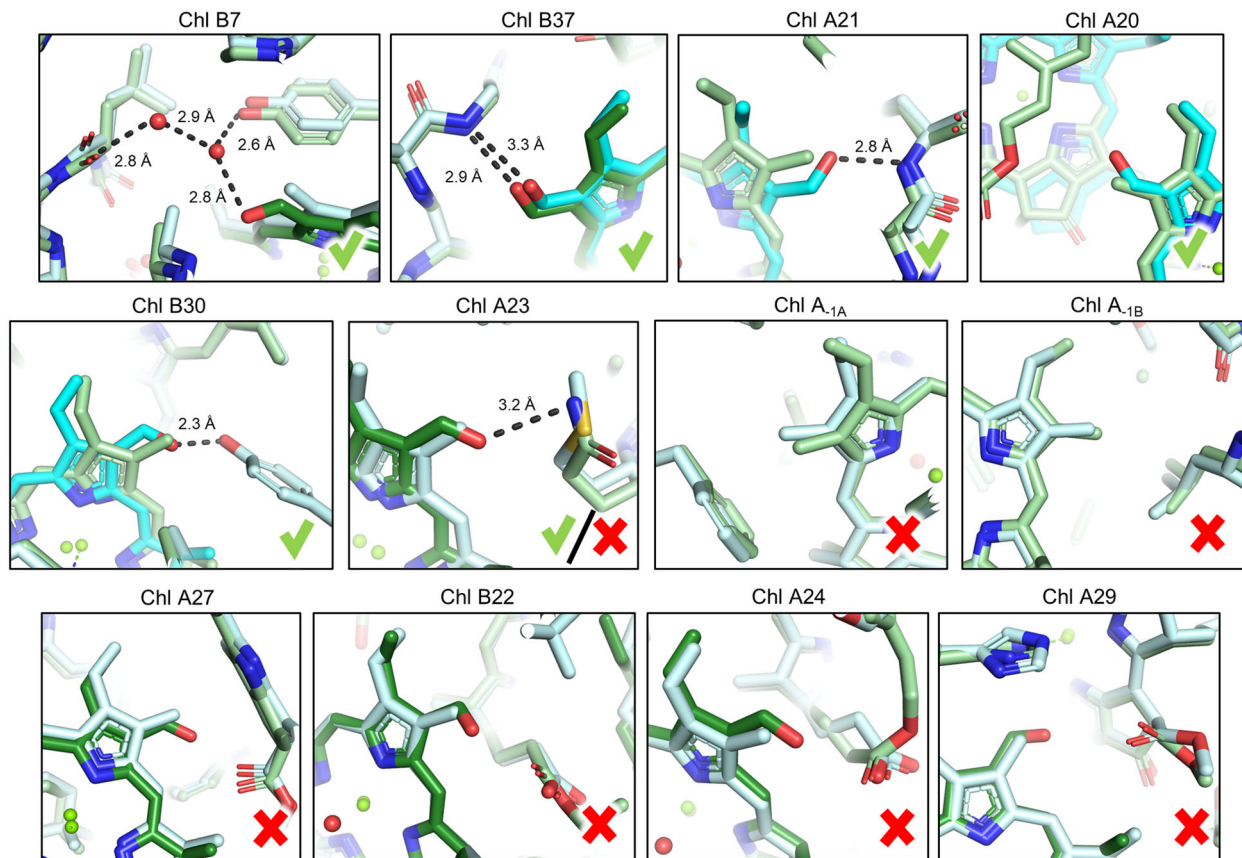 Chl B7
Chl B37
Chl A21
Chl A20
2.9 Å
2.8 Å
2.6 Å
2.8 Å
3.3 Å
2.9 Å
2.8 Å
Chl B30
Chl A23
Chl A-1A
Chl A-1B
2.3 Å
3.2 Å
Chl A27
Chl B22
Chl A24
Chl A29